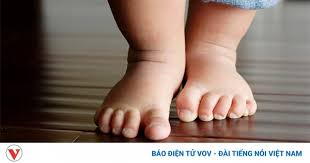 BÁO ĐIỆN TỬ VOV - ĐÀI TIẾNG NÓI VIỆT NAM